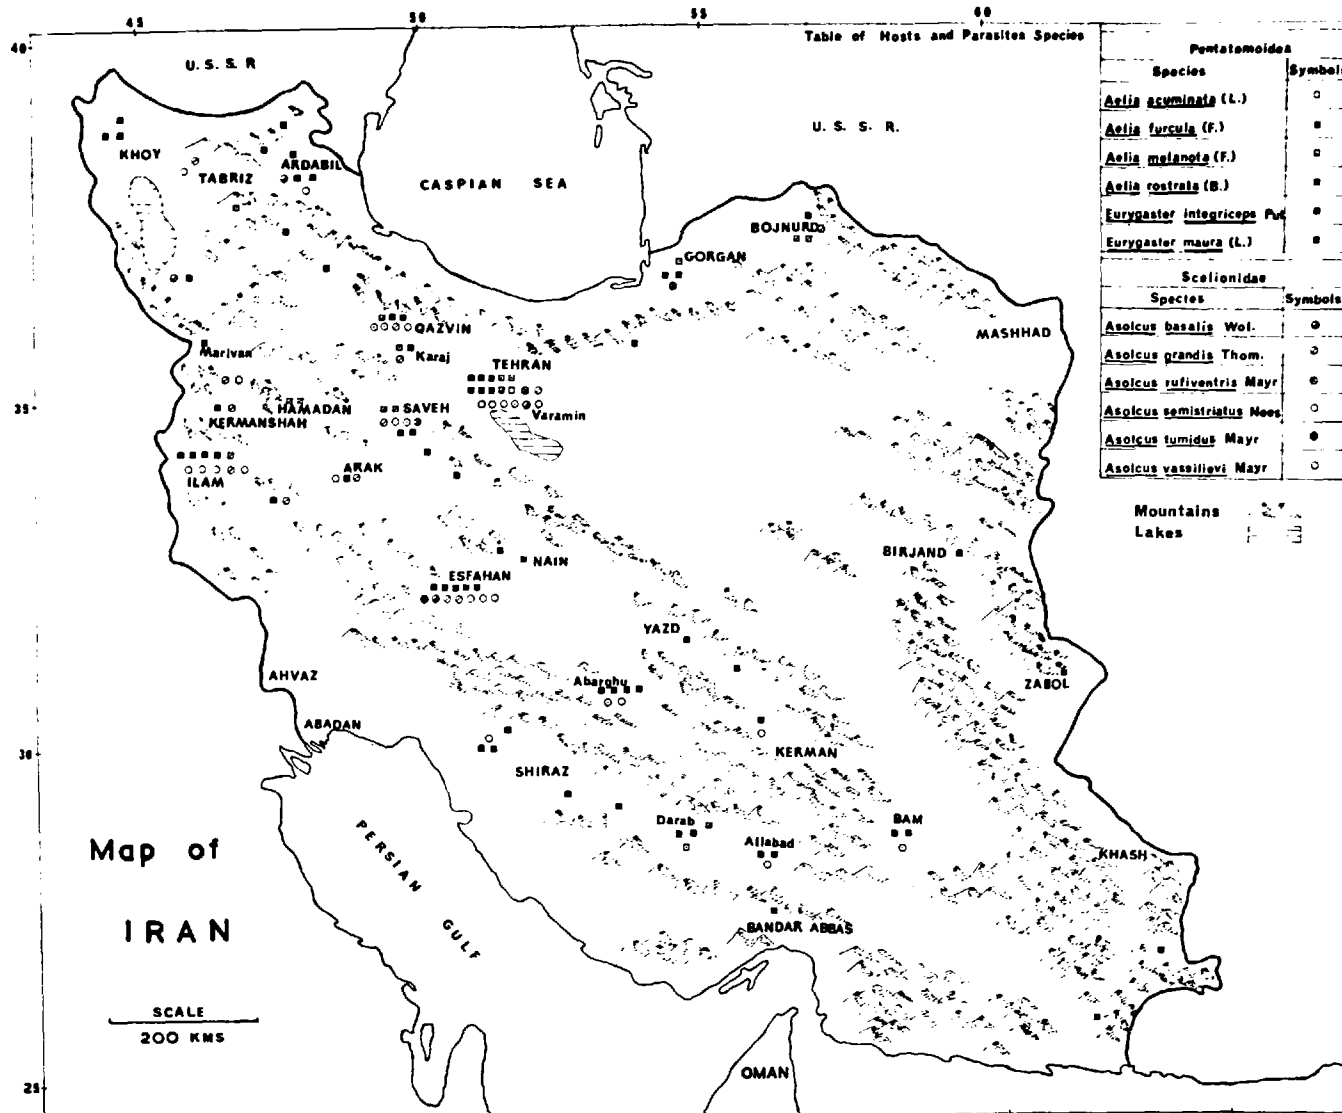 45 50 55 60
40
Table of Hosts and Parasites Species
U.S.S.R
U.S.S.R.
Pentatomoidea
Species Symbols
Aelia acuminata (L.)
Aelia furcula (F.)
Aelia melanota (F.)
Aelia rostrata (B.)
Eurygaster integriceps Put
Eurygaster maura (L.)
Scelionidae
Species Symbols
Asolcus basalis Wol.
Asolcus grandis Thom.
Asolcus rufiventris Mayr
Asolcus semistriatus Nees
Asolcus tumidus Mayr
Asolcus vassilievi Mayr
Mountains
Lakes
KHOY
TABRIZ
ARDABIL
CASPIAN SEA
BOJNURD
GORGAN
QAZVIN
MASHHAD
Marivan
Karaj
TEHRAN
35
HAMADAN
SAVEH
Varamin
KERMANSHAH
ARAK
ILAM
BIRJAND
NAIN
ESFAHAN
YAZD
ZABOL
AHVAZ
Abarghu
ABADAN
30
KERMAN
SHIRAZ
Darab
BAM
Allabad
KHASH
PERSIAN GULF
BANDAR ABBAS
Map of
IRAN
SCALE
200 KMS
OMAN
25